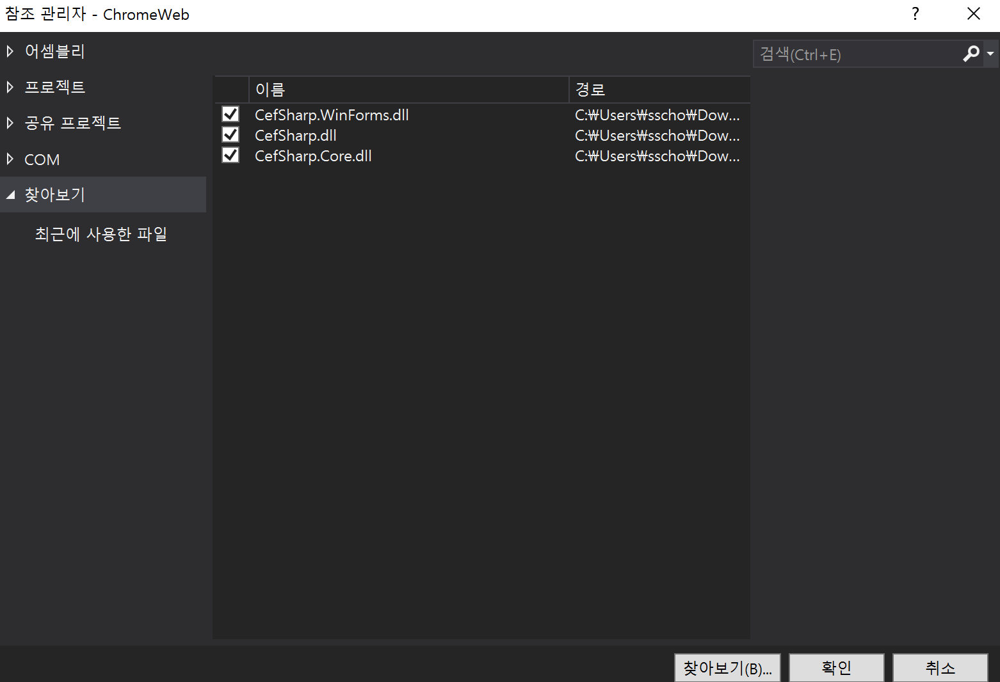 참조 관리자 - ChromeWeb
?
어셈블리
프로젝트
공유 프로젝트
COM
찾아보기
최근에 사용한 파일
검색(Ctrl+E)
이름 경로
CefSharp.WinForms.dll C:₩Users₩sscho₩Dow...
CefSharp.dll C:₩Users₩sscho₩Dow...
CefSharp.Core.dll C:₩Users₩sscho₩Dow...
찾아보기(B)... 확인 취소